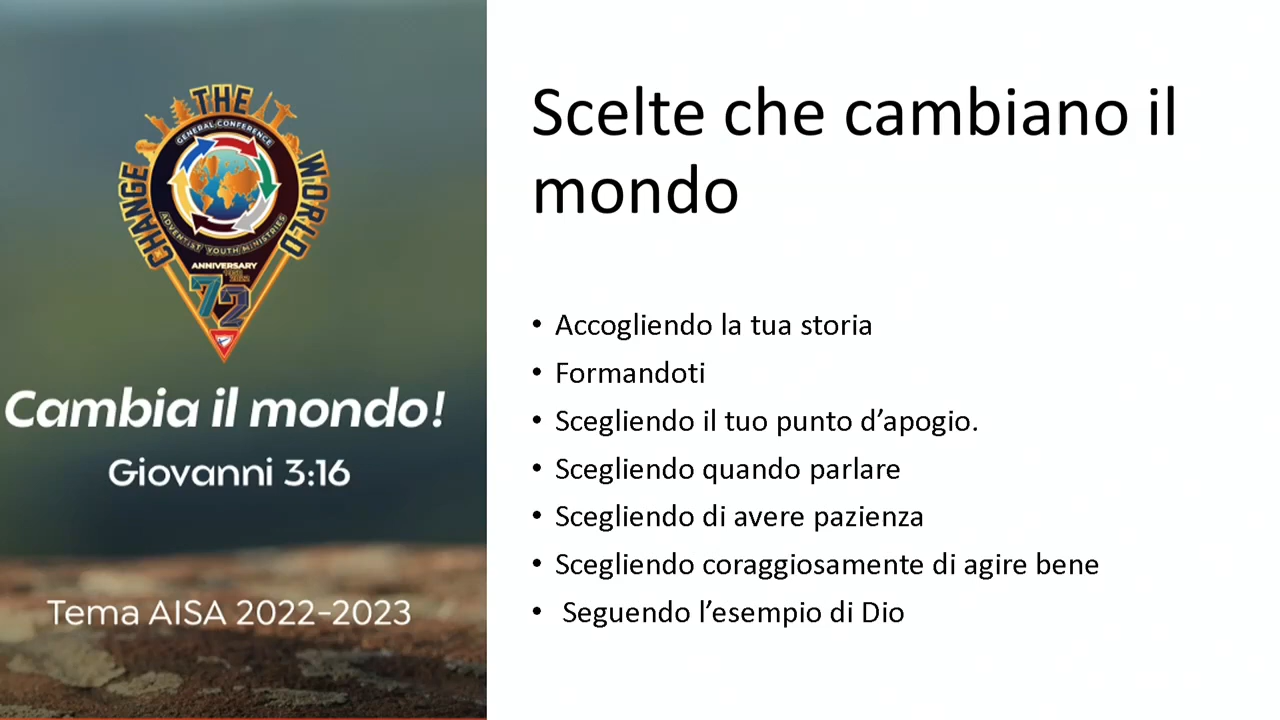 CHANGE THE WORLD
GENERAL CONFERENCE
ADVENTIST YOUTH MINISTRIES
ANNIVERSARY
72
Cambia il mondo!
Giovanni 3:16
Tema AISA 2022-2023
Scelte che cambiano il
mondo
• Accogliendo la tua storia
• Formandoti
• Scegliendo il tuo punto d’apogio.
• Scegliendo quando parlare
• Scegliendo di avere pazienza
• Scegliendo coraggiosamente di agire bene
• Seguendo l’esempio di Dio